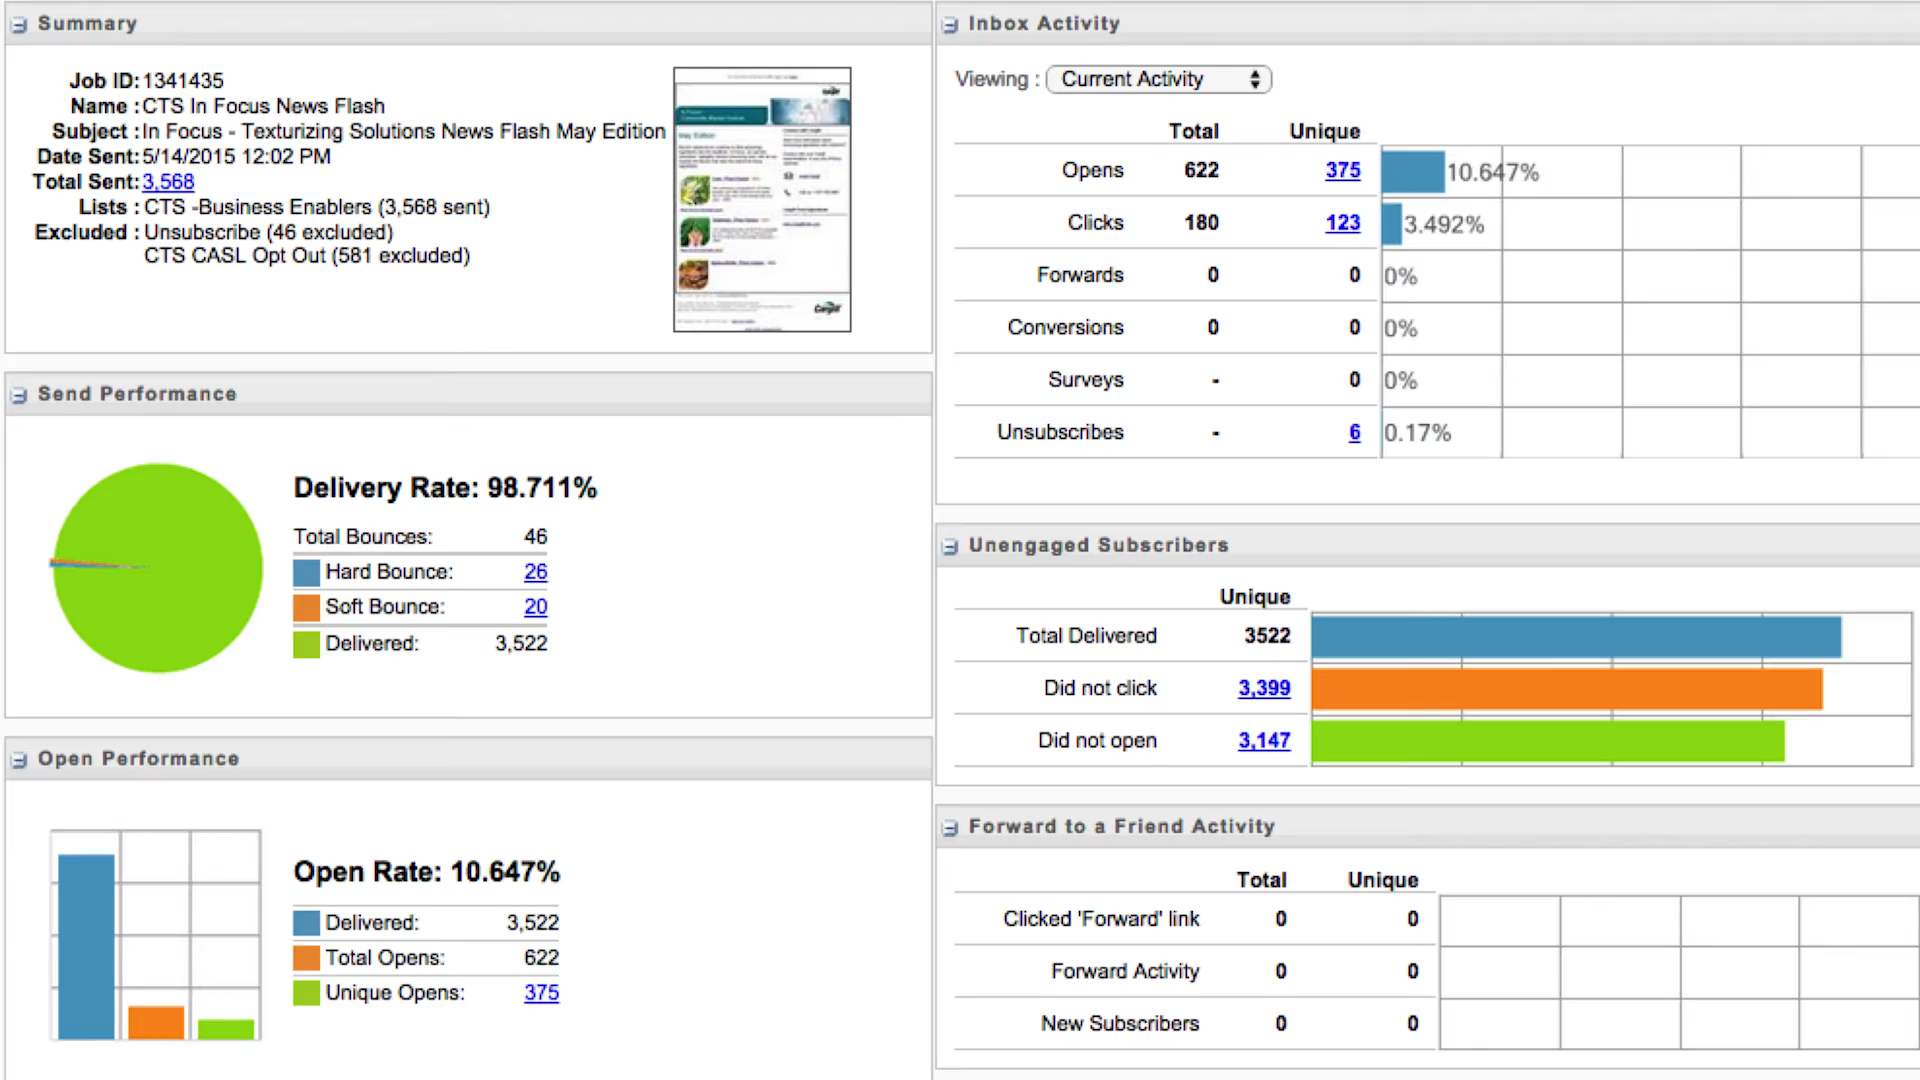 Summary
Job ID: 1341435
Name : CTS In Focus News Flash
Subject : In Focus - Texturizing Solutions News Flash May Edition
Date Sent: 5/14/2015 12:02 PM
Total Sent: 3,568
Lists : CTS -Business Enablers (3,568 sent)
Excluded : Unsubscribe (46 excluded)
CTS CASL Opt Out (581 excluded)
May Edition
Cargill
Send Performance
Delivery Rate: 98.711%
Total Bounces: 46
Hard Bounce: 26
Soft Bounce: 20
Delivered: 3,522
Open Performance
Open Rate: 10.647%
Delivered: 3,522
Total Opens: 622
Unique Opens: 375
Inbox Activity
Viewing : Current Activity
Total Unique
Opens 622 375 10.647%
Clicks 180 123 3.492%
Forwards 0 0 0%
Conversions 0 0 0%
Surveys - 0 0%
Unsubscribes - 6 0.17%
Unengaged Subscribers
Unique
Total Delivered 3522
Did not click 3,399
Did not open 3,147
Forward to a Friend Activity
Total Unique
Clicked 'Forward' link 0 0
Forward Activity 0 0
New Subscribers 0 0